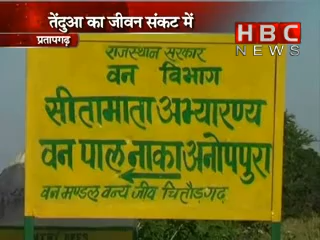 तेंदुआ का जीवन संकट में
प्रतापगढ़
HBC
NEWS
राजस्थान सरकार
वन विभाग
सीतामाता अभ्यारण्य
वन पाल नाका अनोपपुरा
वन मण्डल वन्य जीव चितौड़गढ़